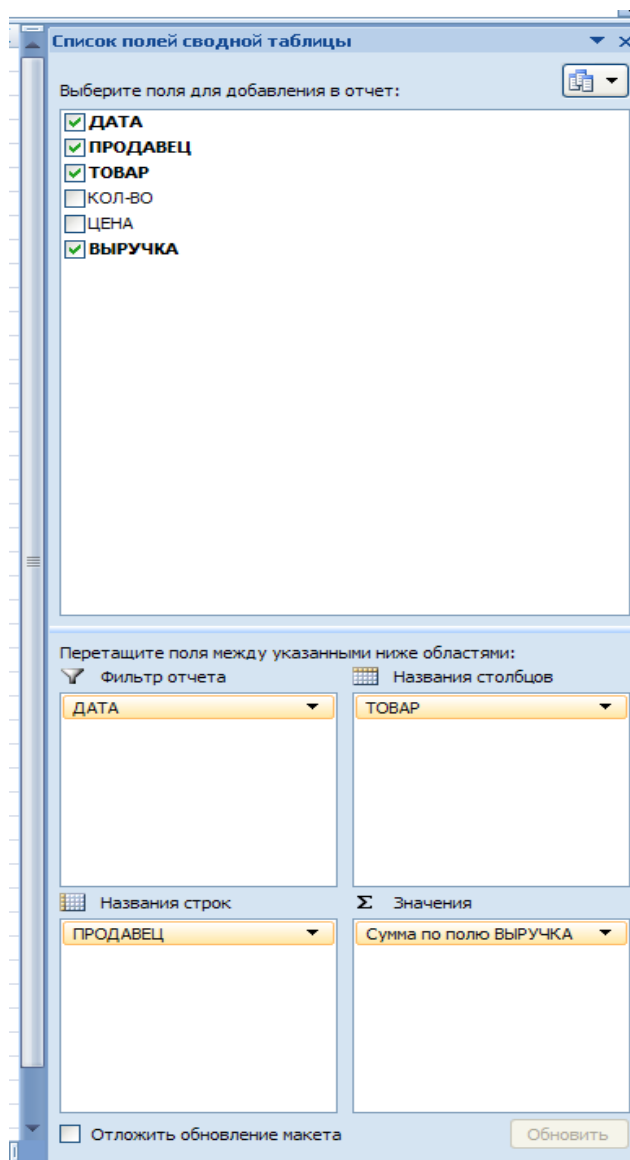 Список полей сводной таблицы
Выберите поля для добавления в отчет:
ДАТА
ПРОДАВЕЦ
ТОВАР
КОЛ-ВО
ЦЕНА
ВЫРУЧКА
Перетащите поля между указанными ниже областями:
Фильтр отчета
Названия столбцов
ДАТА
ТОВАР
Названия строк
Σ Значения
ПРОДАВЕЦ
Сумма по полю ВЫРУЧКА
Отложить обновление макета
Обновить